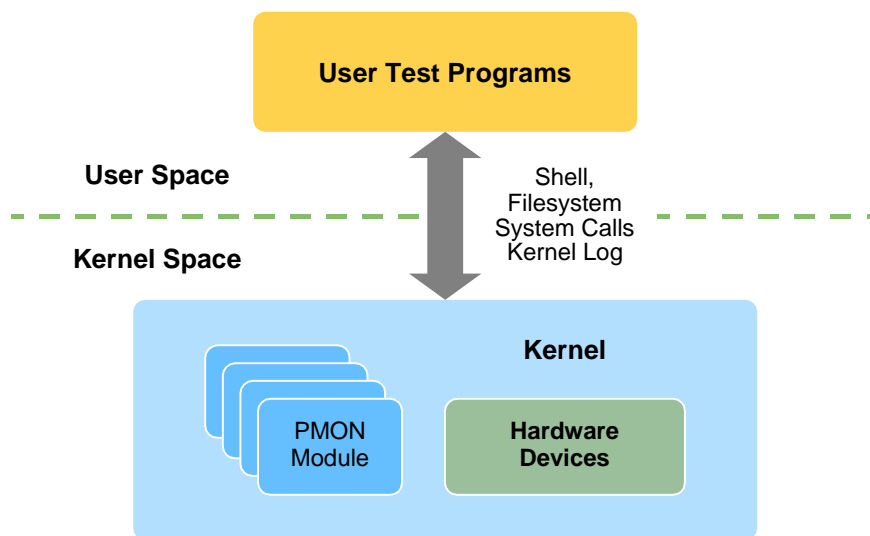 User Test Programs
User Space
Shell,
Filesystem
System Calls
Kernel Log
Kernel Space
Kernel
PMON
Module
Hardware
Devices